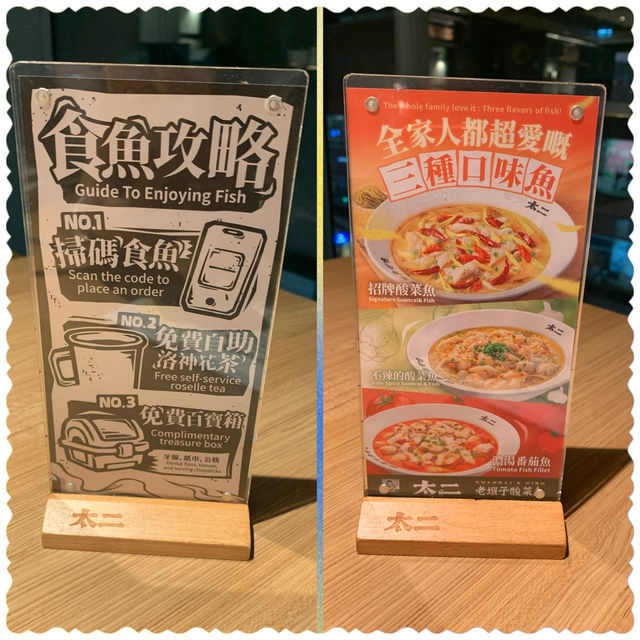 食魚攻略
Guide To Enjoying Fish
NO.1
掃碼食魚
Scan the code to
place an order
NO.2
免費自助
洛神花茶
Free self-service
roselle tea
NO.3
免費百寶箱
Complimentary
treasure box
牙線、紙巾、公筷
Dental floss, tissues,
and serving chopsticks
太二
The whole family love it : Three flavors of fish!
全家人都超愛嘅
三種口味魚
太二
招牌酸菜魚
Signature Suancai & Fish
太二
不辣的酸菜魚
Non-Spicy Suancai & Fish
太二
濃湯番茄魚
Tomato Fish Fillet
太二
SUANCAI & FISH
老壇子酸菜
太二